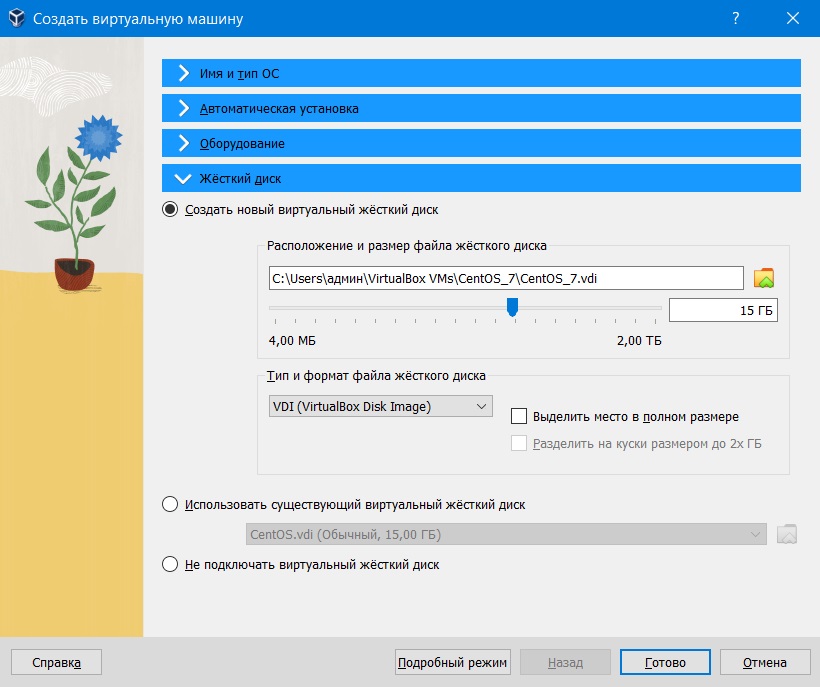 Создать виртуальную машину
Имя и тип ОС
Автоматическая установка
Оборудование
Жёсткий диск
Создать новый виртуальный жёсткий диск
Расположение и размер файла жёсткого диска
C:\Users\админ\VirtualBox VMs\CentOS_7\CentOS_7.vdi
15 ГБ
4,00 МБ 2,00 ТБ
Тип и формат файла жёсткого диска
VDI (VirtualBox Disk Image)
Выделить место в полном размере
Разделить на куски размером до 2х ГБ
Использовать существующий виртуальный жёсткий диск
CentOS.vdi (Обычный, 15,00 ГБ)
Не подключать виртуальный жёсткий диск
Справка Подробный режим Назад Готово Отмена